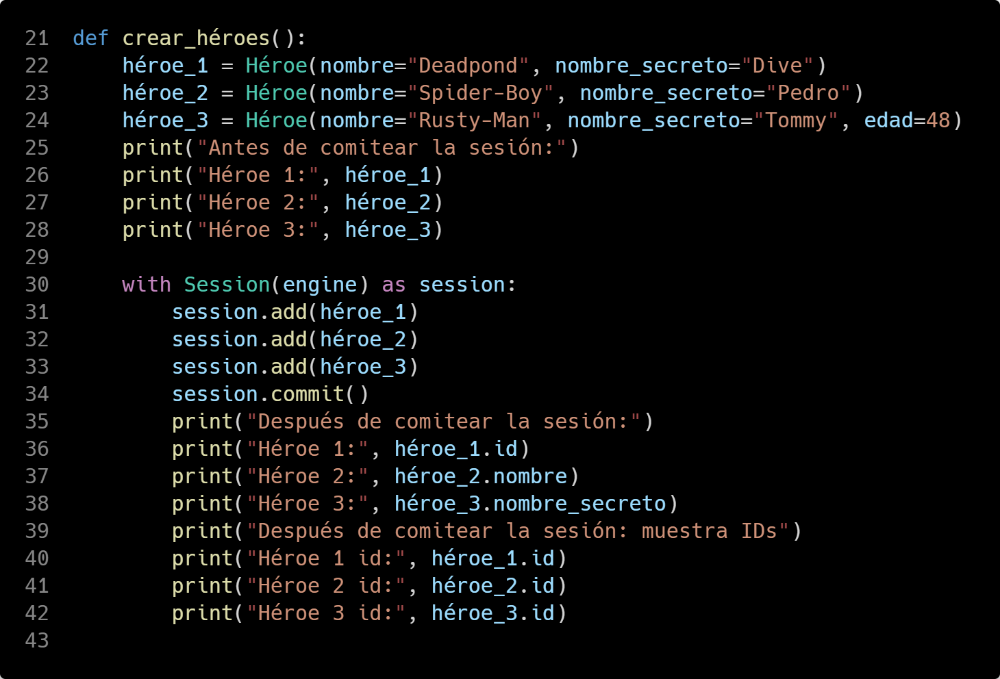 21 def crear_héroes():
22     héroe_1 = Héroe(nombre="Deadpond", nombre_secreto="Dive")
23     héroe_2 = Héroe(nombre="Spider-Boy", nombre_secreto="Pedro")
24     héroe_3 = Héroe(nombre="Rusty-Man", nombre_secreto="Tommy", edad=48)
25     print("Antes de comitear la sesión:")
26     print("Héroe 1:", héroe_1)
27     print("Héroe 2:", héroe_2)
28     print("Héroe 3:", héroe_3)
29
30     with Session(engine) as session:
31         session.add(héroe_1)
32         session.add(héroe_2)
33         session.add(héroe_3)
34         session.commit()
35         print("Después de comitear la sesión:")
36         print("Héroe 1:", héroe_1.id)
37         print("Héroe 2:", héroe_2.nombre)
38         print("Héroe 3:", héroe_3.nombre_secreto)
39         print("Después de comitear la sesión: muestra IDs")
40         print("Héroe 1 id:", héroe_1.id)
41         print("Héroe 2 id:", héroe_2.id)
42         print("Héroe 3 id:", héroe_3.id)
43